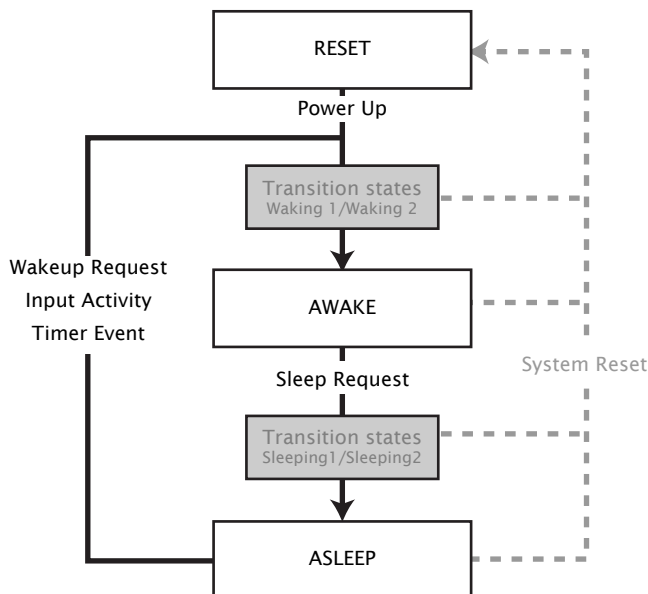 RESET
Power Up
Transition states
Waking 1/Waking 2
Wakeup Request
Input Activity
Timer Event
AWAKE
System Reset
Sleep Request
Transition states
Sleeping1/Sleeping2
ASLEEP